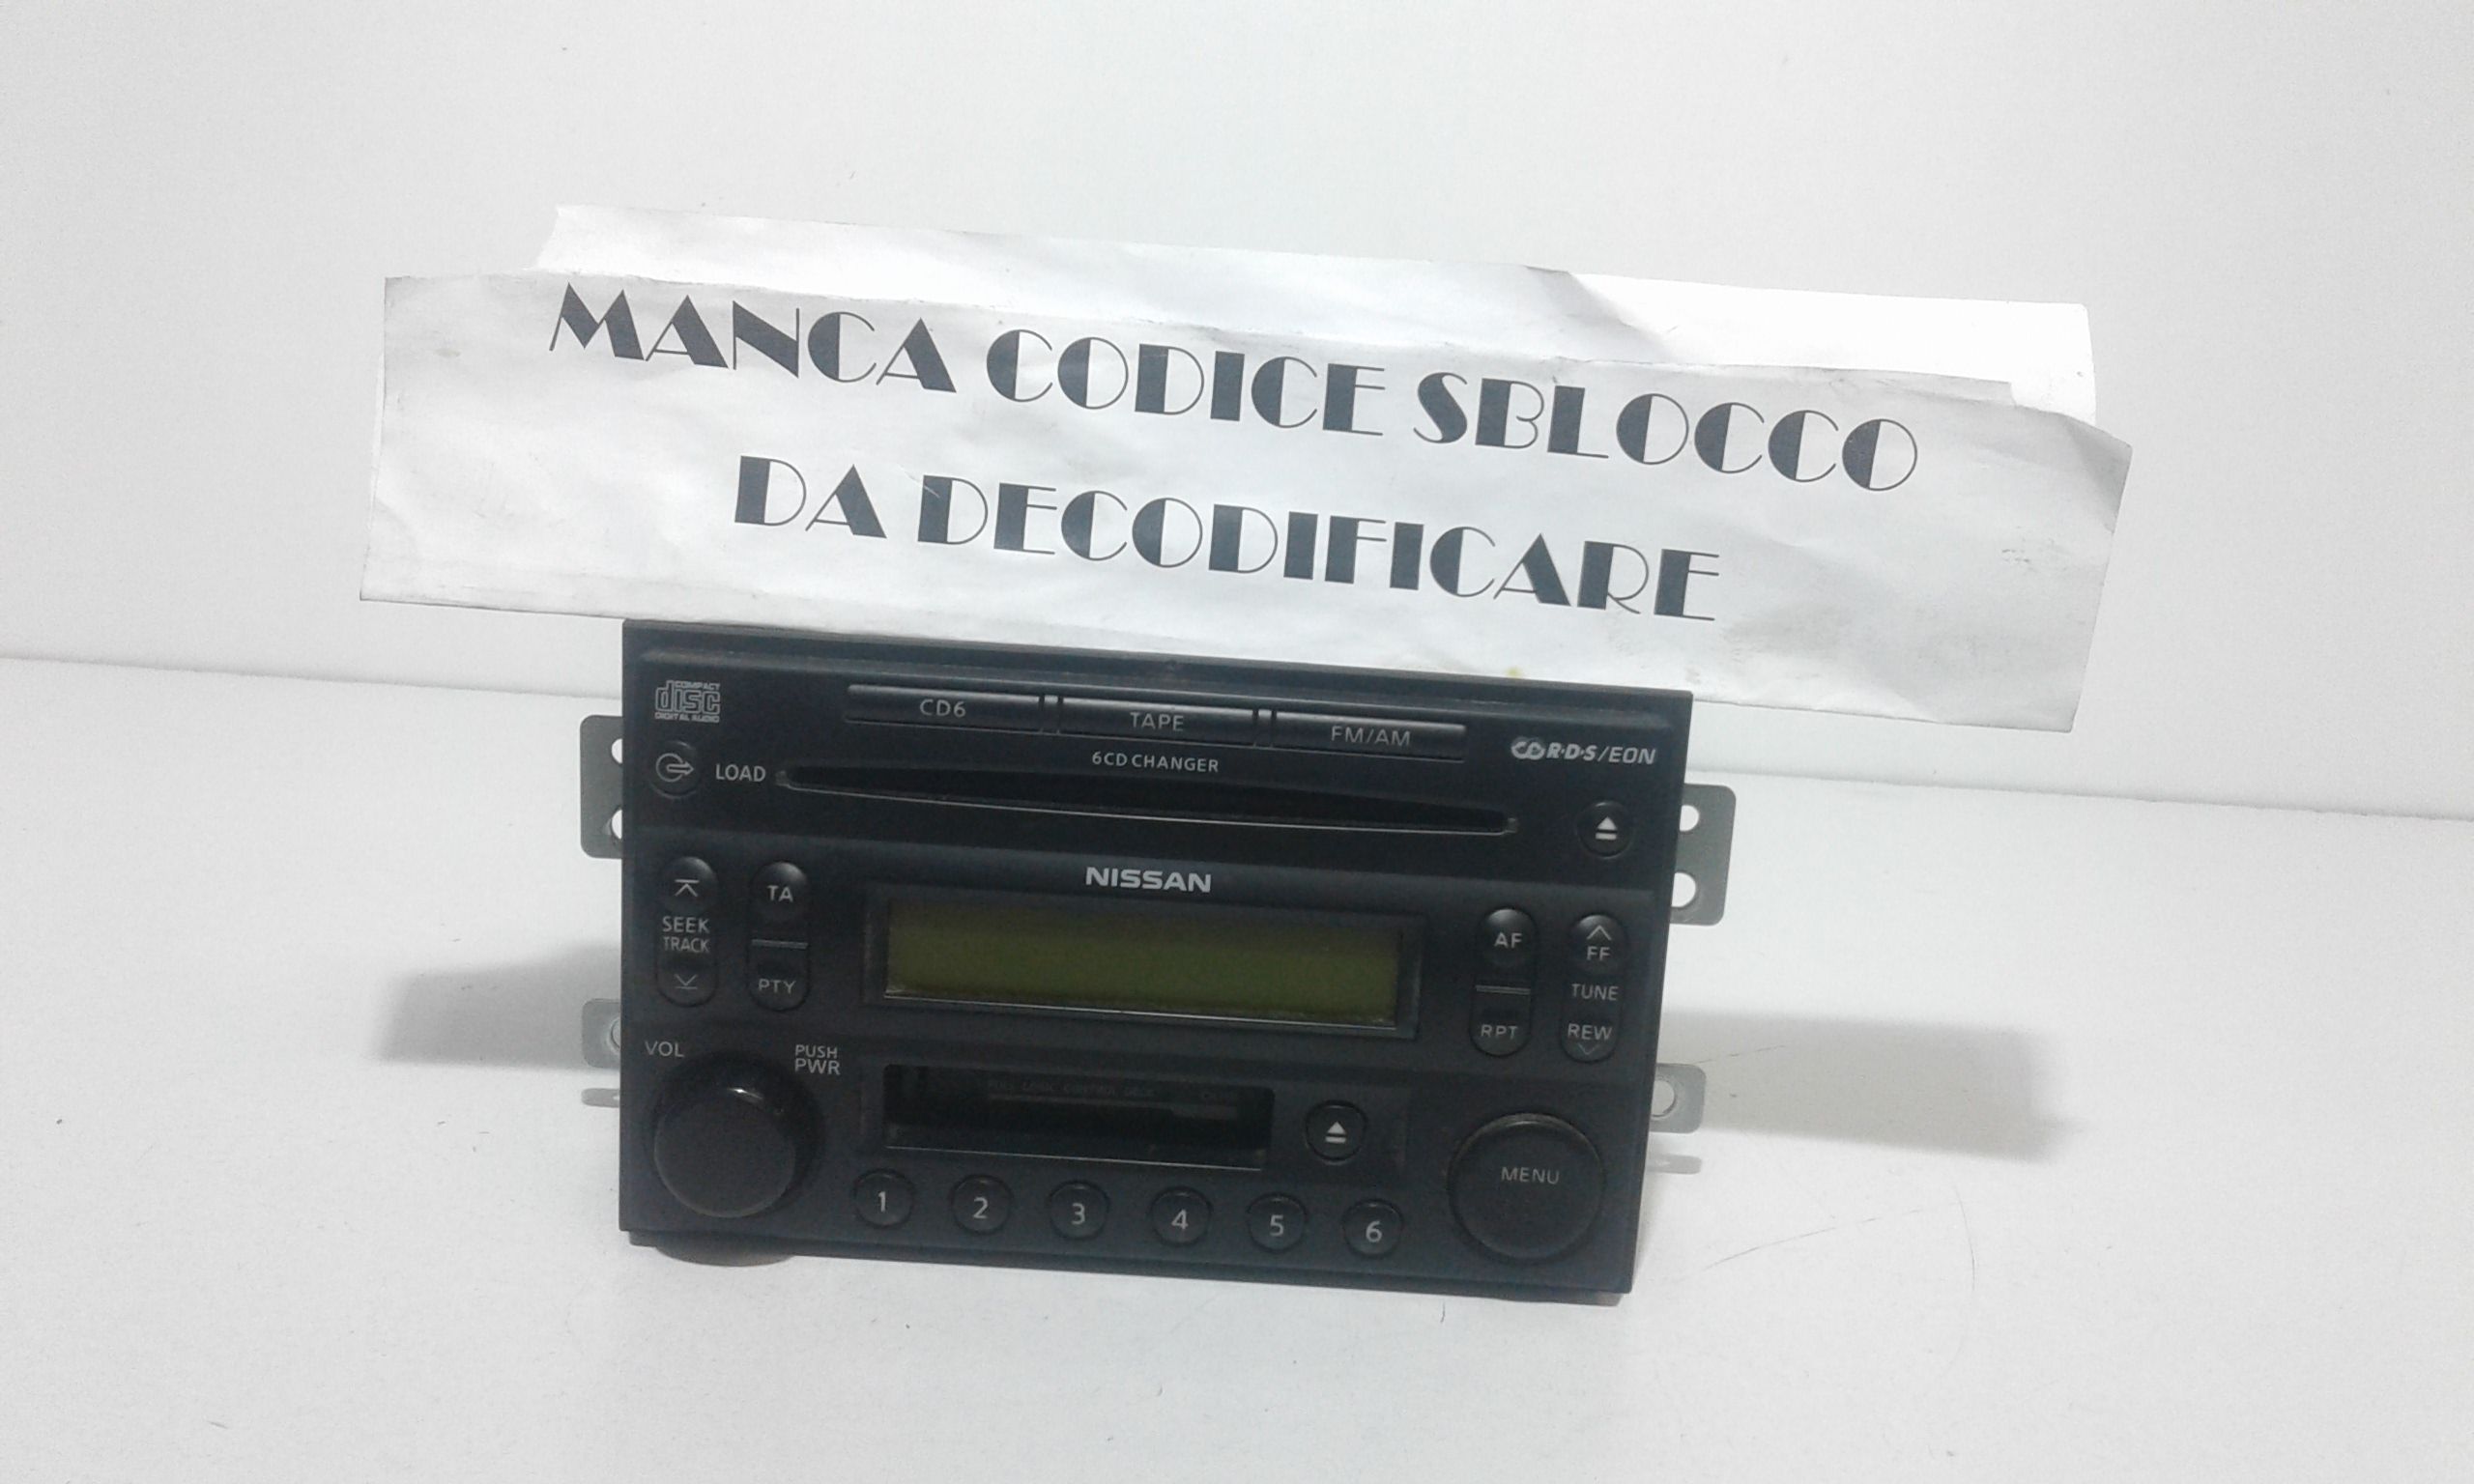 MANCA CODICE SBLOCCO
DA DECODIFICARE
COMPACT
disc
DIGITAL AUDIO
CD6 TAPE FM/AM
6CD CHANGER
R·D·S/EON
LOAD
NISSAN
SEEK
TRACK
TA
PTY
AF
RPT
FF
TUNE
REW
VOL
PUSH
PWR
MENU
1 2 3 4 5 6